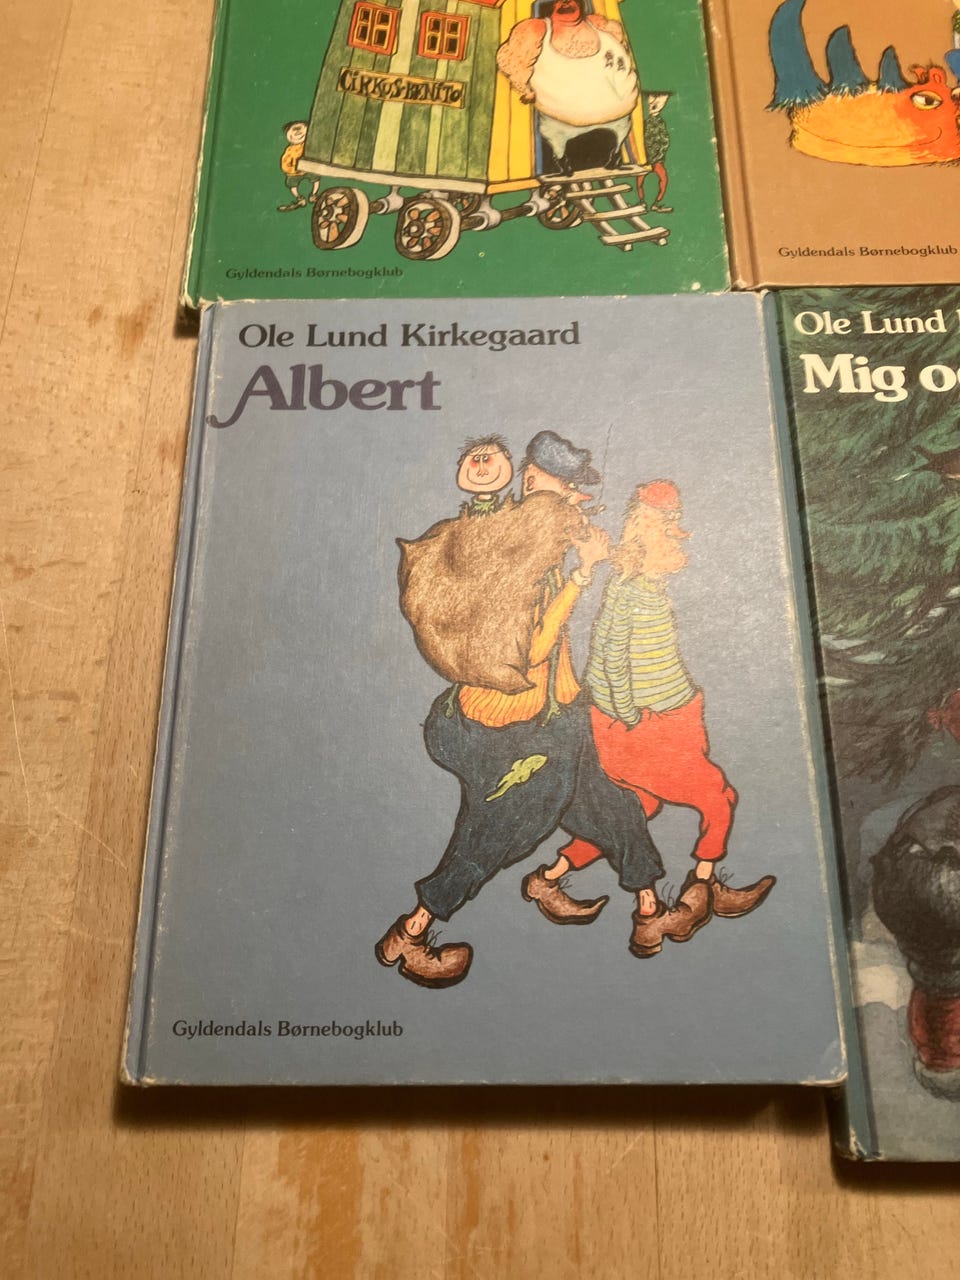 CIRKUS-BENITO
Gyldendals Børnebogklub
Gyldendals Børnebogklub
Ole Lund Kirkegaard
Albert
Gyldendals Børnebogklub
Ole Lund
Mig